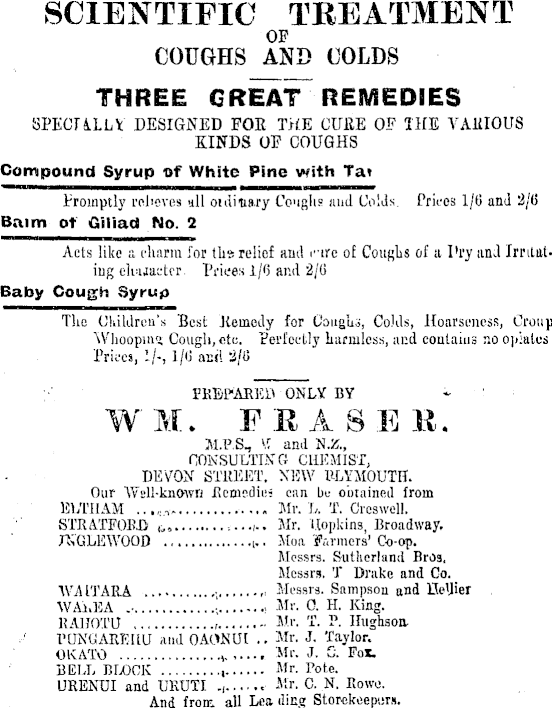 SCIENTIFIC TREATMENT
OF
COUGHS AND COLDS
THREE GREAT REMEDIES
SPECIALLY DESIGNED FOR THE CURE OF THE VARIOUS
KINDS OF COUGHS
Compound Syrup of White Pine with Tar
Promptly relieves all ordinary Coughs and Colds. Prices 1/6 and 2/6
Balm of Giliad No. 2
Acts like a charm for the relief and cure of Coughs of a Dry and Irritat-
ing character. Prices 1/6 and 2/6
Baby Cough Syrup
The Children's Best Remedy for Coughs, Colds, Hoarseness, Croup
Whooping Cough, etc. Perfectly harmless, and contains no opiates
Prices, 1/-, 1/6 and 2/6
PREPARED ONLY BY
WM. FRASER.
M.P.S., and N.Z.,
CONSULTING CHEMIST,
DEVON STREET, NEW PLYMOUTH.
Our Well-known Remedies can be obtained from
ELTHAM ................ Mr. L. T. Creswell.
STRATFORD ............. Mr. Hopkins, Broadway.
INGLEWOOD ............. Moa Farmers' Co-op.
Messrs. Sutherland Bros.
Messrs. T Drake and Co.
WAITARA ............... Messrs. Sampson and Hellier
................. Mr. C. H. King.
RAHOTU ................ Mr. T. P. Hughson.
PUNGAREHU and OAONUI .. Mr. J. Taylor.
OKATO ................. Mr. J. S. Fox.
BELL BLOCK ............ Mr. Pote.
URENUI and URUTI ...... Mr. C. N. Rowe.
And from all Leading Storekeepers.